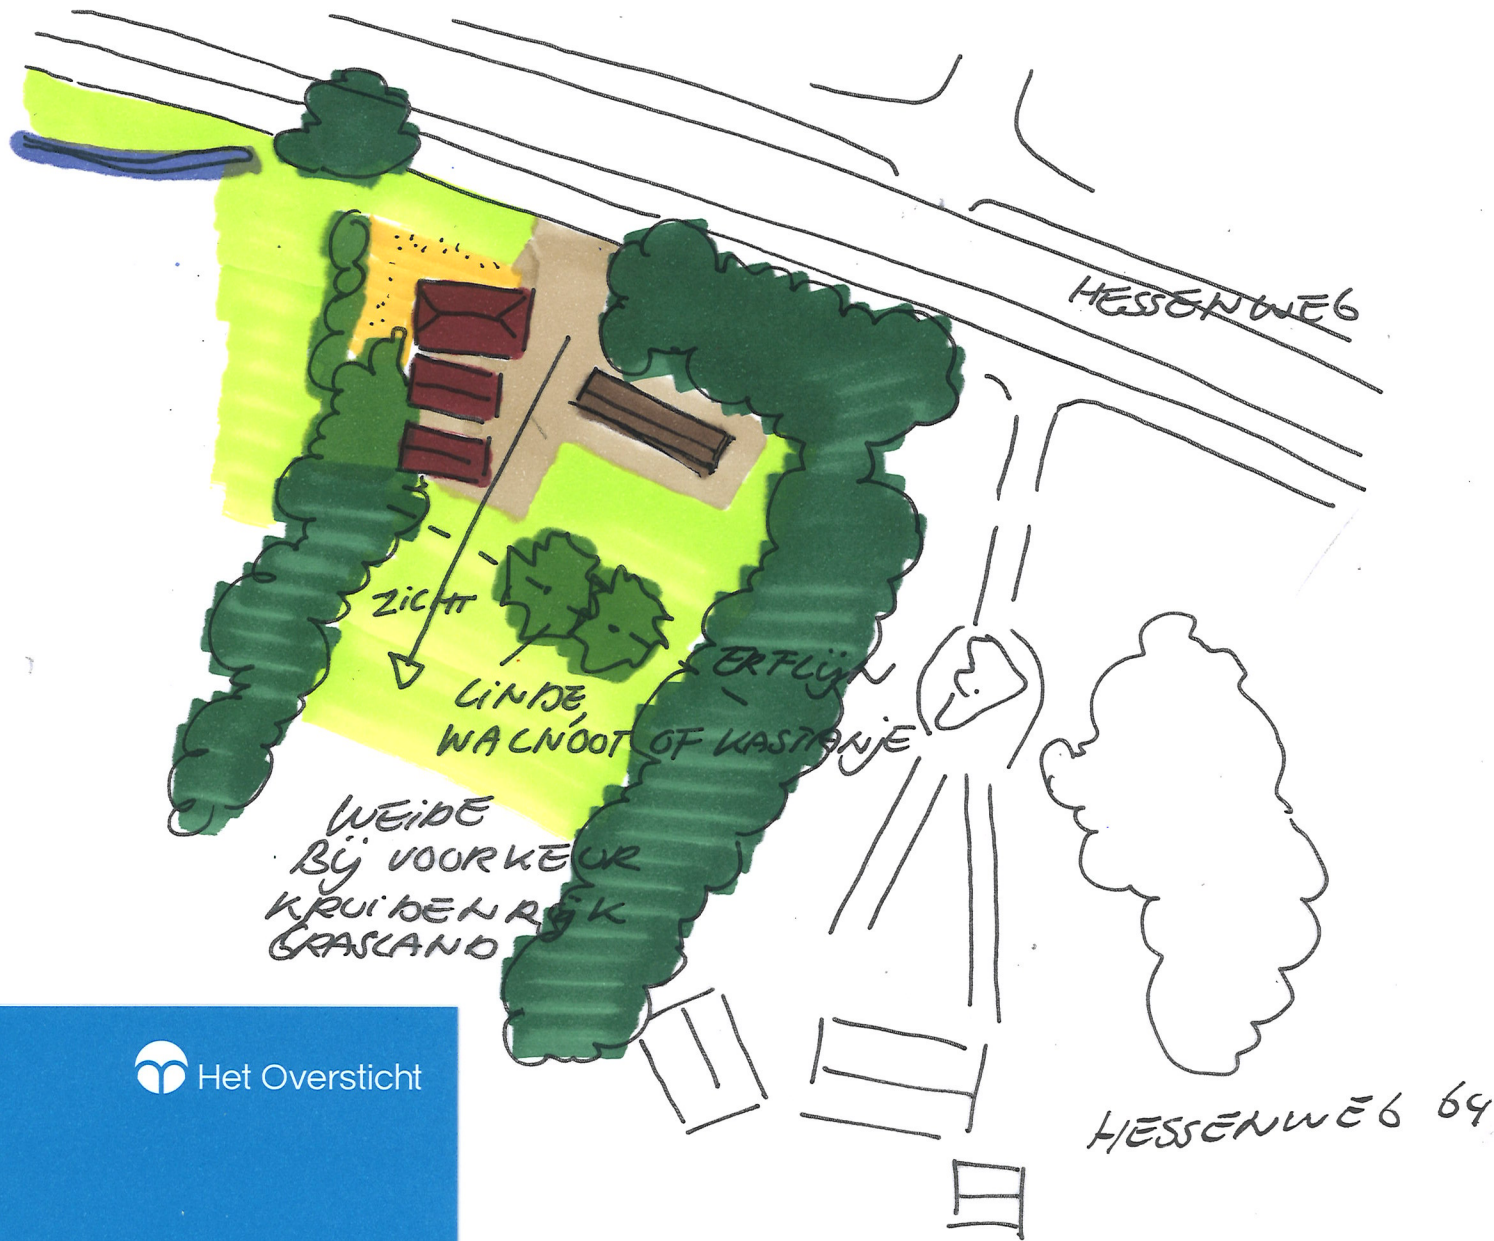 HESSENWEG
ZICHT
ERFLIJN
LINDE,
WALNOOT OF KASTANJE
WEIDE
BIJ VOORKEUR
KRUIDENRIJK
GRASLAND
Het Oversticht
HESSENWEG 64